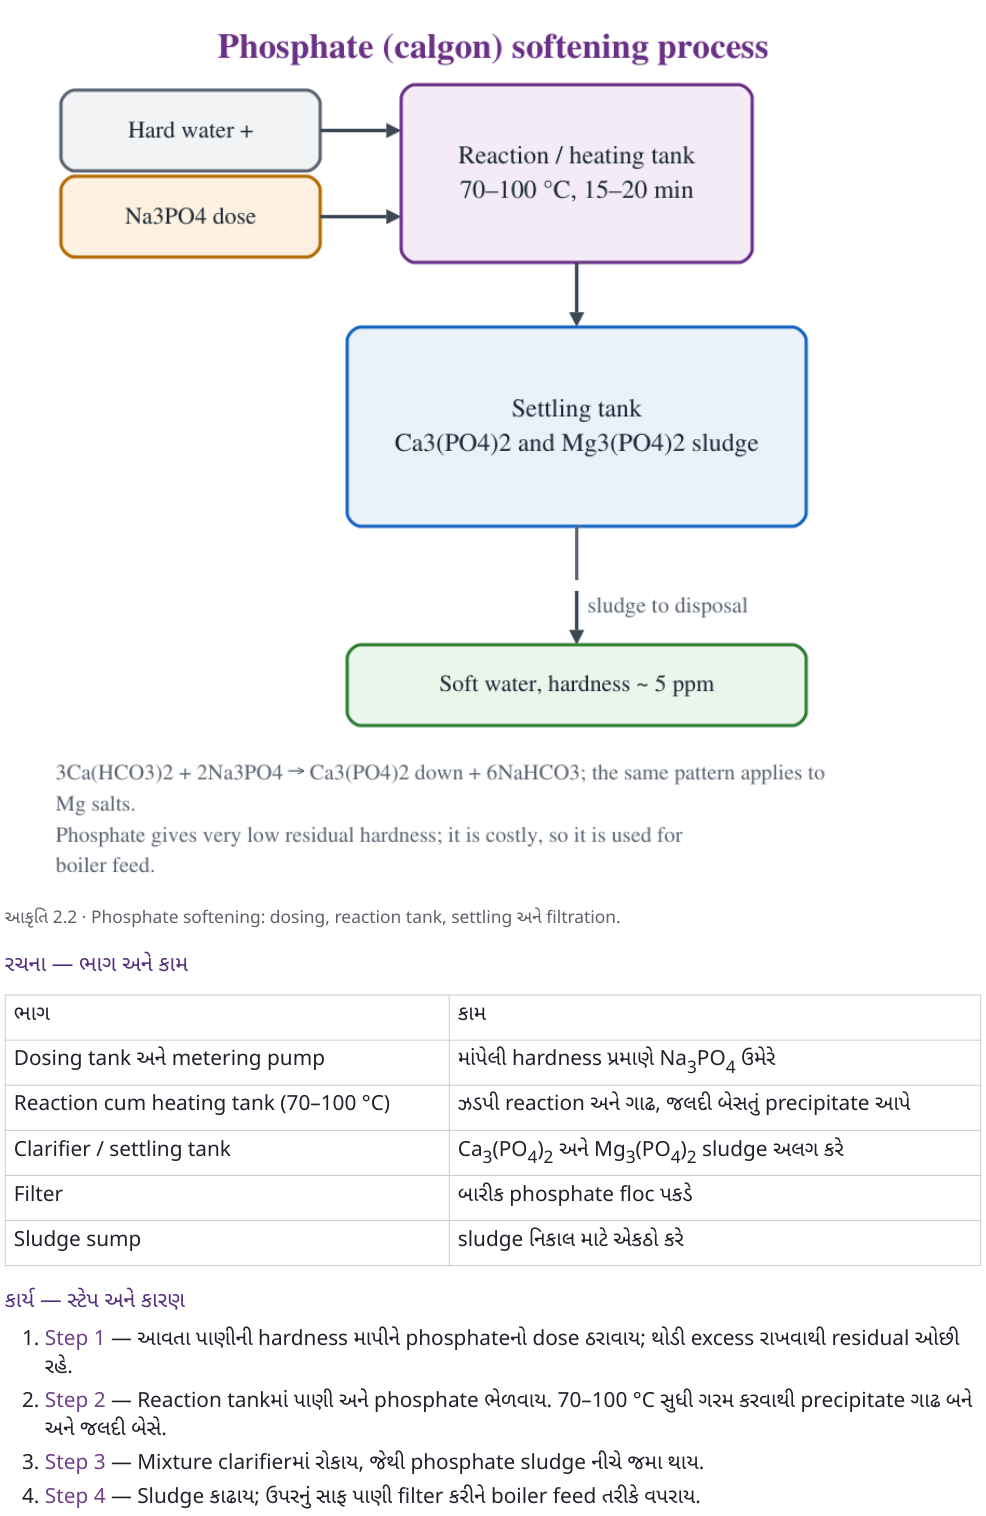 Phosphate (calgon) softening process
Hard water +
Na3PO4 dose
Reaction / heating tank
70–100 °C, 15–20 min
Settling tank
Ca3(PO4)2 and Mg3(PO4)2 sludge
sludge to disposal
Soft water, hardness ~ 5 ppm
3Ca(HCO3)2 + 2Na3PO4 → Ca3(PO4)2 down + 6NaHCO3; the same pattern applies to
Mg salts.
Phosphate gives very low residual hardness; it is costly, so it is used for
boiler feed.
આકૃતિ 2.2 · Phosphate softening: dosing, reaction tank, settling અને filtration.
રચના — ભાગ અને કામ
ભાગ
કામ
Dosing tank અને metering pump
માંપેલી hardness પ્રમાણે Na3PO4 ઉમેરે
Reaction cum heating tank (70–100 °C)
ઝડપી reaction અને ગાઢ, જલદી બેસતું precipitate આપે
Clarifier / settling tank
Ca3(PO4)2 અને Mg3(PO4)2 sludge અલગ કરે
Filter
બારીક phosphate floc પકડે
Sludge sump
sludge નિકાલ માટે એકઠો કરે
કાર્ય — સ્ટેપ અને કારણ
1. Step 1 — આવતા પાણીની hardness માપીને phosphateનો dose ઠરાવાય; થોડી excess રાખવાથી residual ઓછી
રહે.
2. Step 2 — Reaction tankમાં પાણી અને phosphate ભેળવાય. 70–100 °C સુધી ગરમ કરવાથી precipitate ગાઢ બને
અને જલદી બેસે.
3. Step 3 — Mixture clarifierમાં રોકાય, જેથી phosphate sludge નીચે જમા થાય.
4. Step 4 — Sludge કાઢાય; ઉપરનું સાફ પાણી filter કરીને boiler feed તરીકે વપરાય.